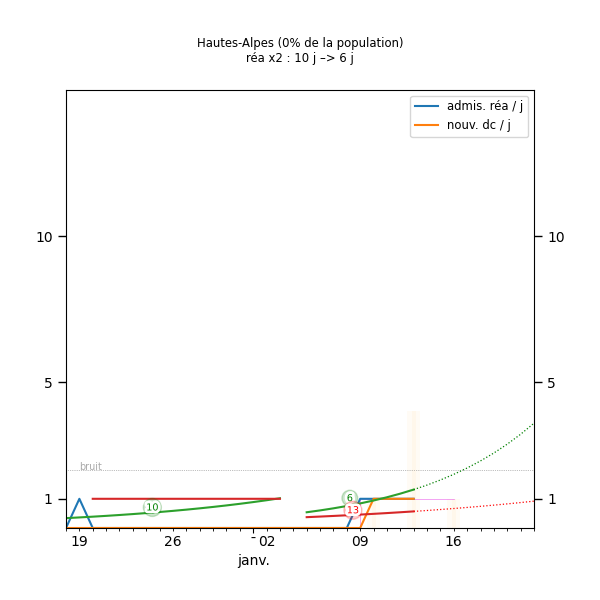 Hautes-Alpes (0% de la population)
réa x2 : 10 j –> 6 j
admis. réa / j
nouv. dc / j
10
10
5
5
bruit
1
1
6
10
13
19
26
02
09
16
janv.